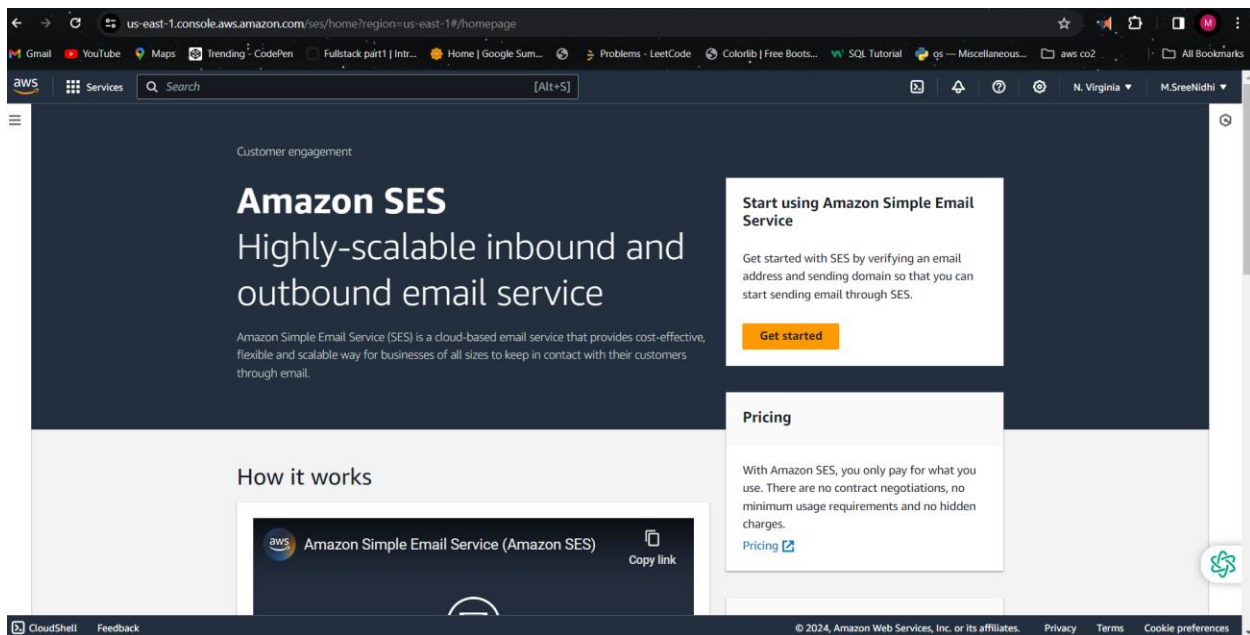 us-east-1.console.aws.amazon.com/ses/home?region=us-east-1#/homepage
M
Gmail YouTube Maps Trending - CodePen Fullstack part1 | Intr... Home | Google Sum... Problems - LeetCode Colorlib | Free Boots... SQL Tutorial os — Miscellaneous... aws co2 All Bookmarks
aws Services Search [Alt+S] N. Virginia ▼ M.SreeNidhi ▼
Customer engagement
Amazon SES
Highly-scalable inbound and
outbound email service
Amazon Simple Email Service (SES) is a cloud-based email service that provides cost-effective,
flexible and scalable way for businesses of all sizes to keep in contact with their customers
through email.
Start using Amazon Simple Email
Service
Get started with SES by verifying an email
address and sending domain so that you can
start sending email through SES.
Get started
Pricing
With Amazon SES, you only pay for what you
use. There are no contract negotiations, no
minimum usage requirements and no hidden
charges.
Pricing
How it works
aws Amazon Simple Email Service (Amazon SES)
Copy link
CloudShell Feedback © 2024, Amazon Web Services, Inc. or its affiliates. Privacy Terms Cookie preferences